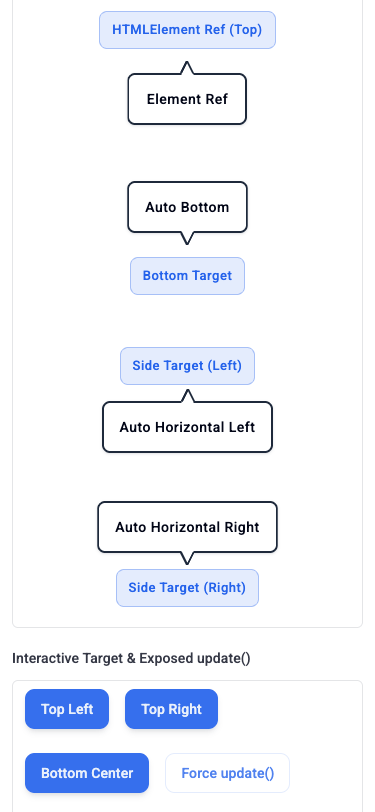 HTMLElement Ref (Top)
Element Ref
Auto Bottom
Bottom Target
Side Target (Left)
Auto Horizontal Left
Auto Horizontal Right
Side Target (Right)
Interactive Target & Exposed update()
Top Left
Top Right
Bottom Center
Force update()